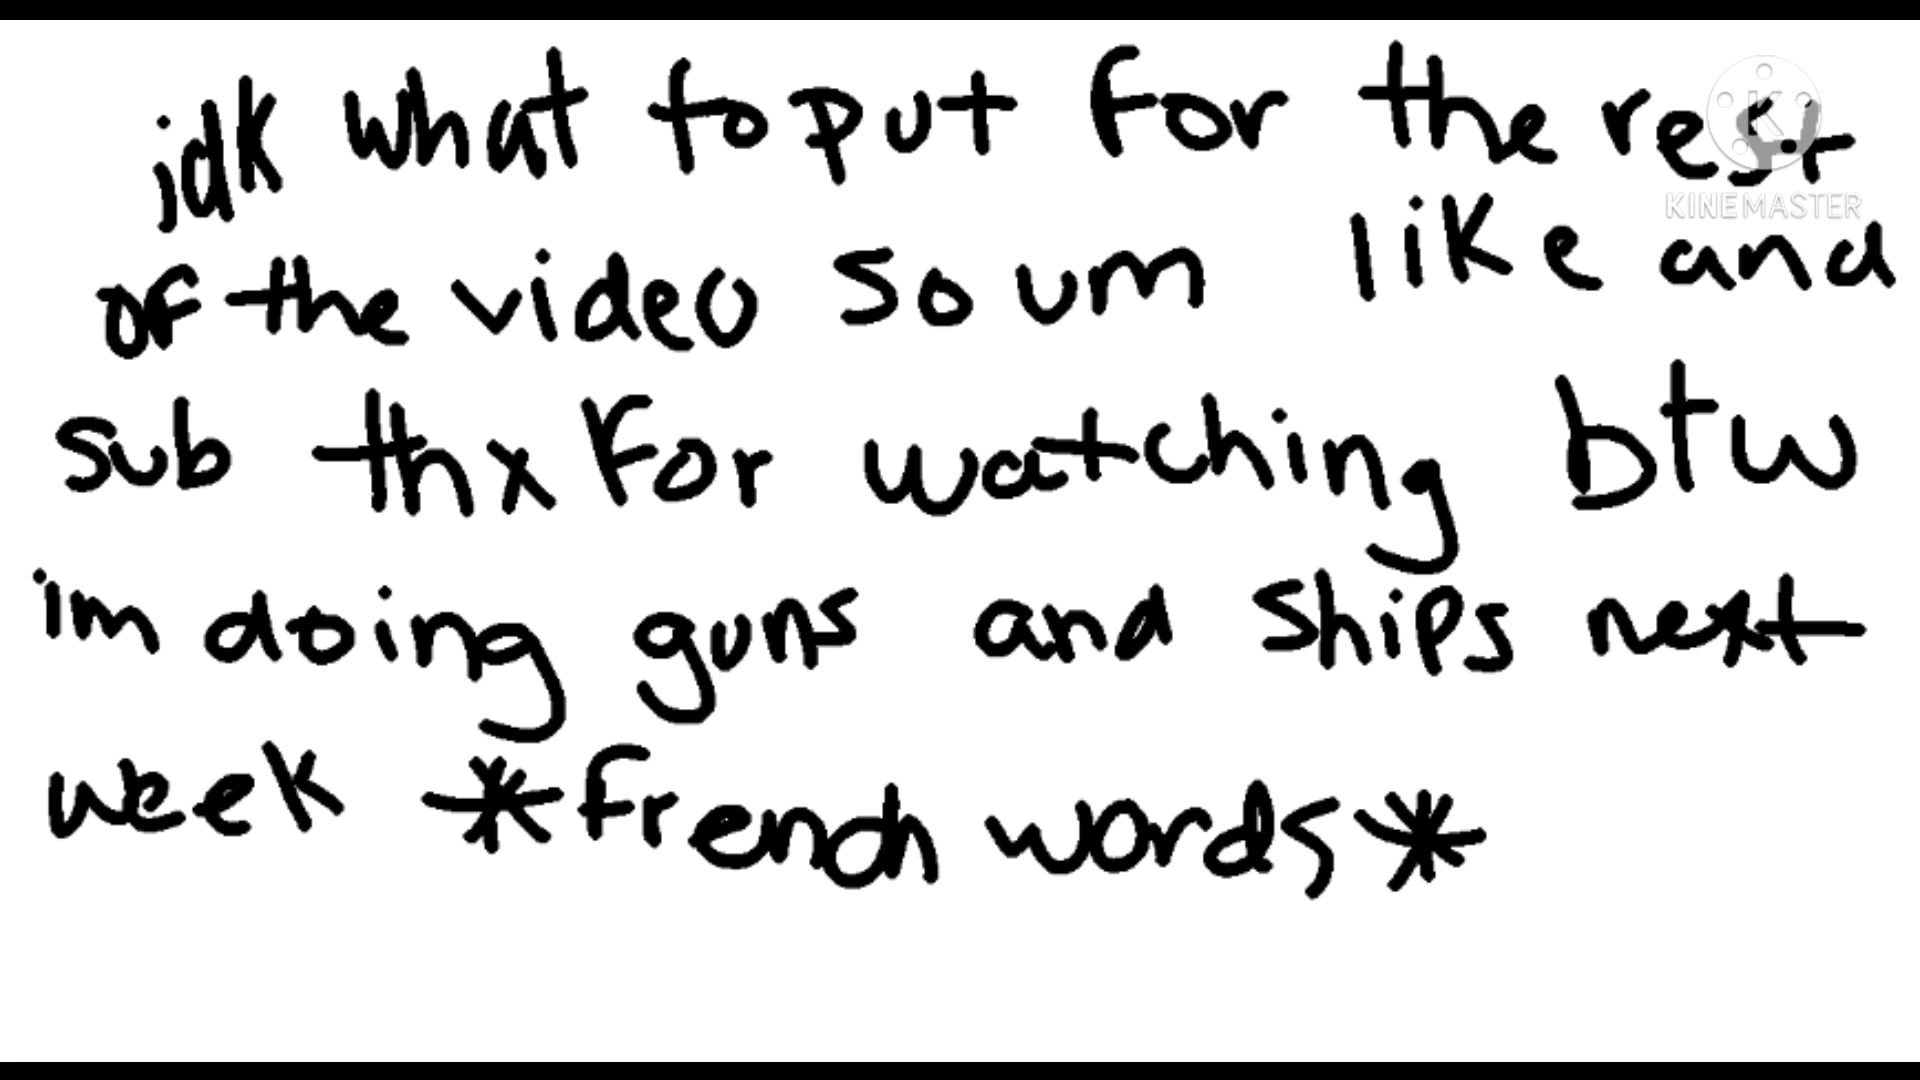 idk what to put for the rest
of the video so um like and
sub thx for watching btw
im doing guns and ships next
week *french words*
KINEMASTER